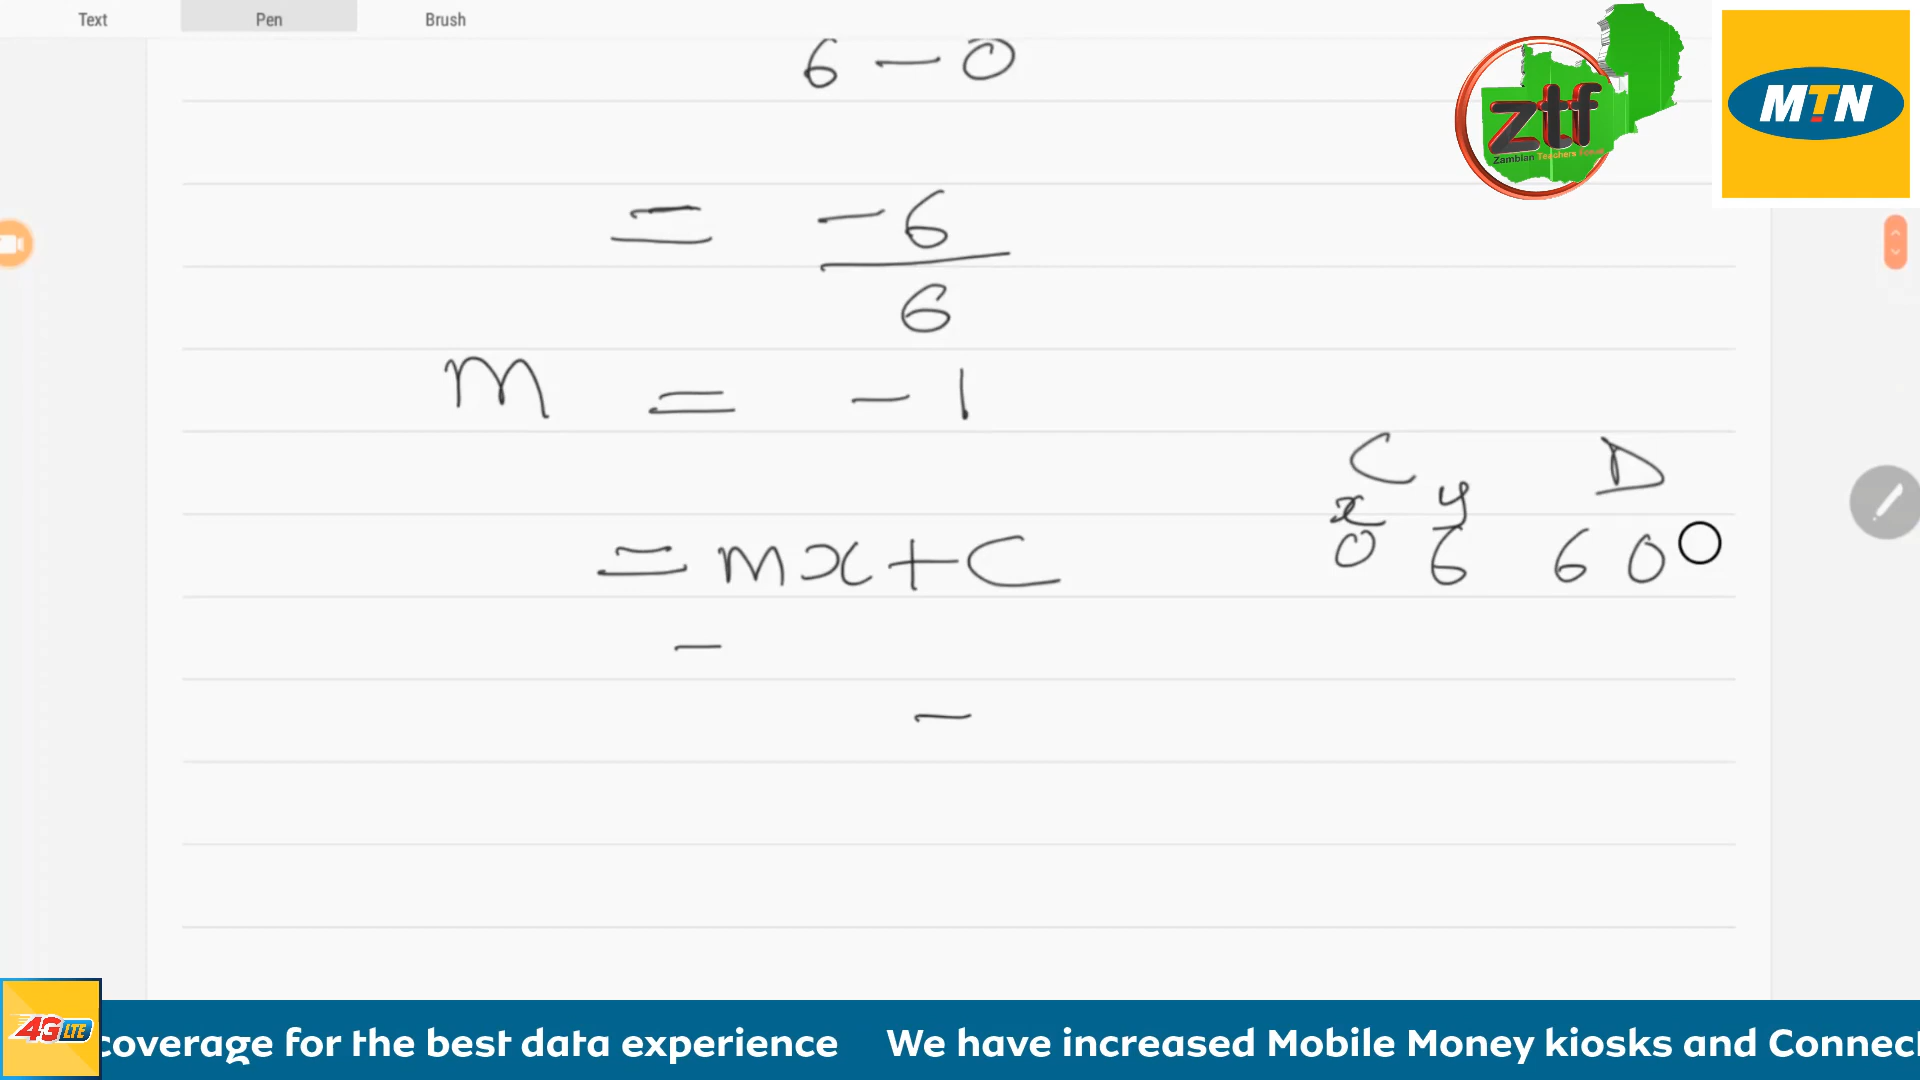 Text Pen Brush
6 - 0
ztf
Zambian Teachers Forum
MTN
= -6
6
m = -1
C D
x y
0 6 6 0
= mx + C
-
-
4G LTE
coverage for the best data experience We have increased Mobile Money kiosks and Connec